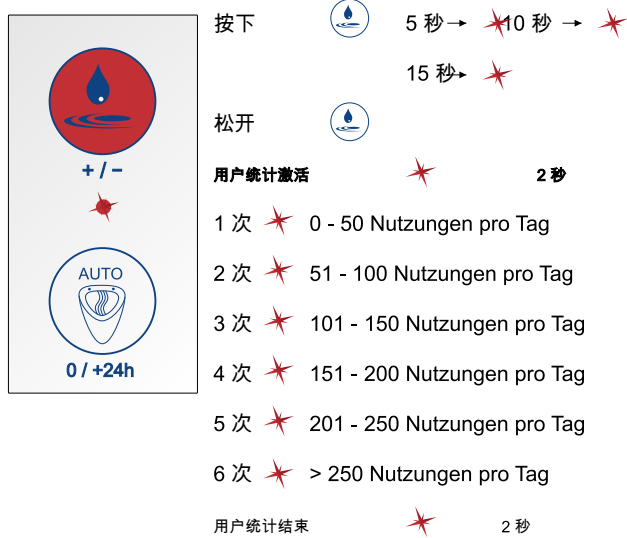 按下 5 秒→ 10 秒 →
15 秒→
松开
用户统计激活 2 秒
+ / −
1 次 0 - 50 Nutzungen pro Tag
2 次 51 - 100 Nutzungen pro Tag
AUTO
3 次 101 - 150 Nutzungen pro Tag
0 / +24h
4 次 151 - 200 Nutzungen pro Tag
5 次 201 - 250 Nutzungen pro Tag
6 次 > 250 Nutzungen pro Tag
用户统计结束 2 秒